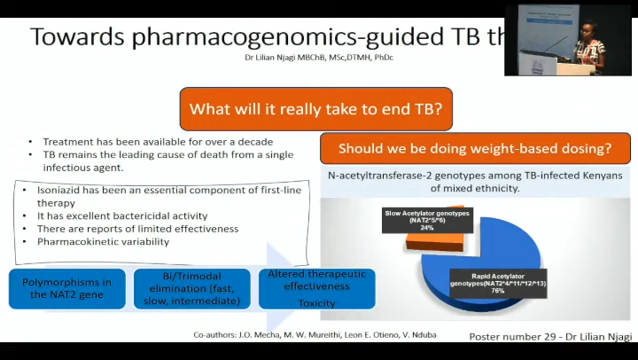 Towards pharmacogenomics-guided TB th
Dr Lilian Njagi MBChB, MSc,DTMH, PhDc
What will it really take to end TB?
• Treatment has been available for over a decade
• TB remains the leading cause of death from a single
infectious agent.
• Isoniazid has been an essential component of first-line
therapy
• It has excellent bactericidal activity
• There are reports of limited effectiveness
• Pharmacokinetic variability
Polymorphisms in
the NAT2 gene
Bi/Trimodal
elimination (fast,
slow, intermediate)
Altered therapeutic
effectiveness
Toxicity
Should we be doing weight-based dosing?
N-acetyltransferase-2 genotypes among TB-infected Kenyans
of mixed ethnicity.
Slow Acetylator genotypes
(NAT2*5/*6)
24%
Rapid Acetylator
genotypes(NAT2*4/*11/*12/*13)
76%
Co-authors: J.O. Mecha, M. W. Mureithi, Leon E. Otieno, V. Nduba
Poster number 29 - Dr Lilian Njagi